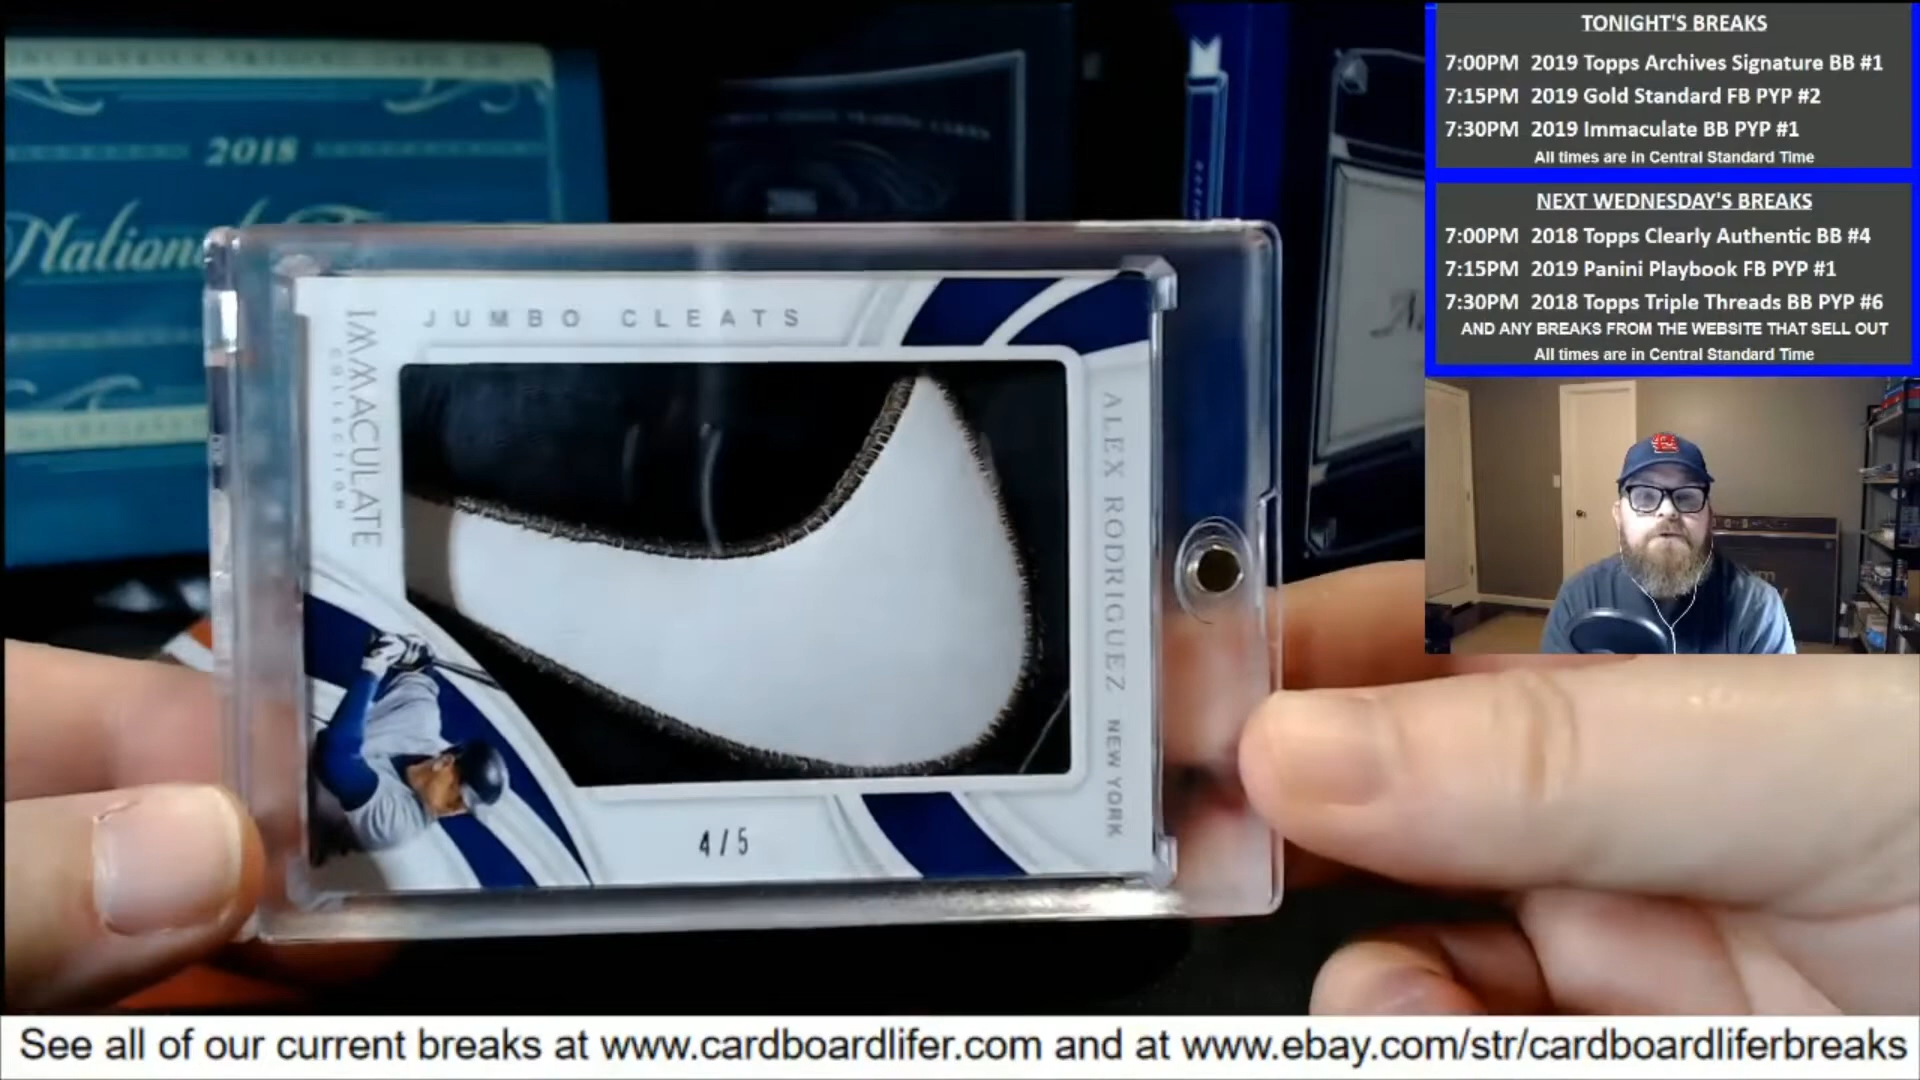 TONIGHT'S BREAKS
7:00PM 2019 Topps Archives Signature BB #1
7:15PM 2019 Gold Standard FB PYP #2
7:30PM 2019 Immaculate BB PYP #1
All times are in Central Standard Time
NEXT WEDNESDAY'S BREAKS
7:00PM 2018 Topps Clearly Authentic BB #4
7:15PM 2019 Panini Playbook FB PYP #1
7:30PM 2018 Topps Triple Threads BB PYP #6
AND ANY BREAKS FROM THE WEBSITE THAT SELL OUT
All times are in Central Standard Time
2018
JUMBO CLEATS
IMMACULATE
COLLECTION
ALEX RODRIGUEZ NEW YORK
4/5
See all of our current breaks at www.cardboardlifer.com and at www.ebay.com/str/cardboardliferbreaks